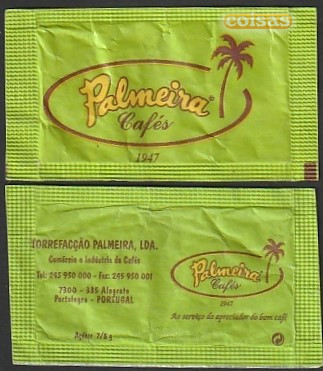 coisas
Palmeira
Cafés
1947
TORREFACÇÃO PALMEIRA, LDA.
Comércio e Indústria de Cafés
Tel: 245 950 000 - Fax: 245 950 001
7300 - 335 Alegrete
Portalegre - PORTUGAL
Açúcar 7/8 g
Palmeira
Cafés
1947
Ao serviço do apreciador do bom café